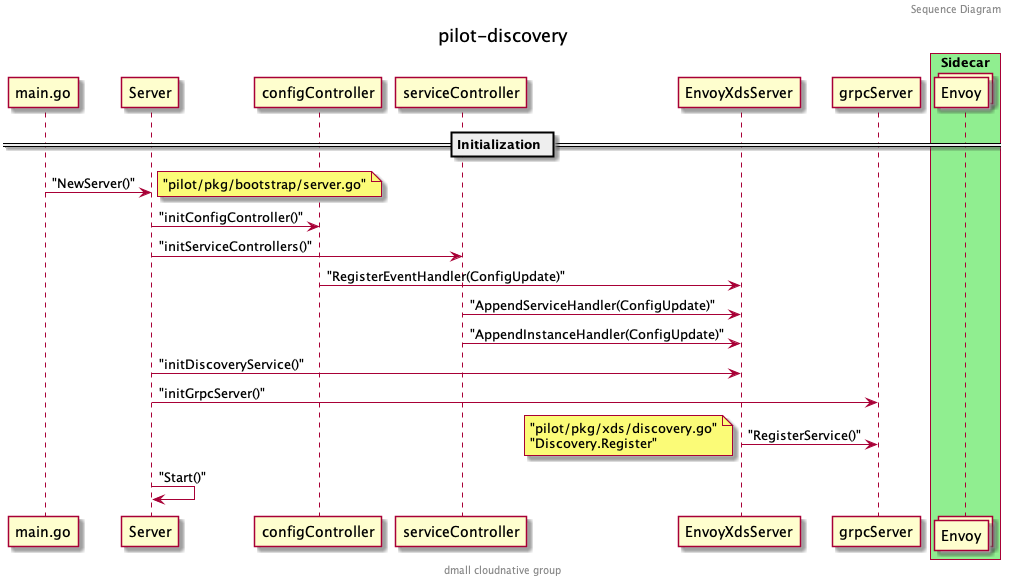 Sequence Diagram
pilot-discovery
Sidecar
main.go
Server
configController
serviceController
EnvoyXdsServer
grpcServer
Envoy
Initialization
"NewServer()"
"pilot/pkg/bootstrap/server.go"
"initConfigController()"
"initServiceControllers()"
"RegisterEventHandler(ConfigUpdate)"
"AppendServiceHandler(ConfigUpdate)"
"AppendInstanceHandler(ConfigUpdate)"
"initDiscoveryService()"
"initGrpcServer()"
"pilot/pkg/xds/discovery.go"
"Discovery.Register"
"RegisterService()"
"Start()"
main.go
Server
configController
serviceController
EnvoyXdsServer
grpcServer
Envoy
dmall cloudnative group